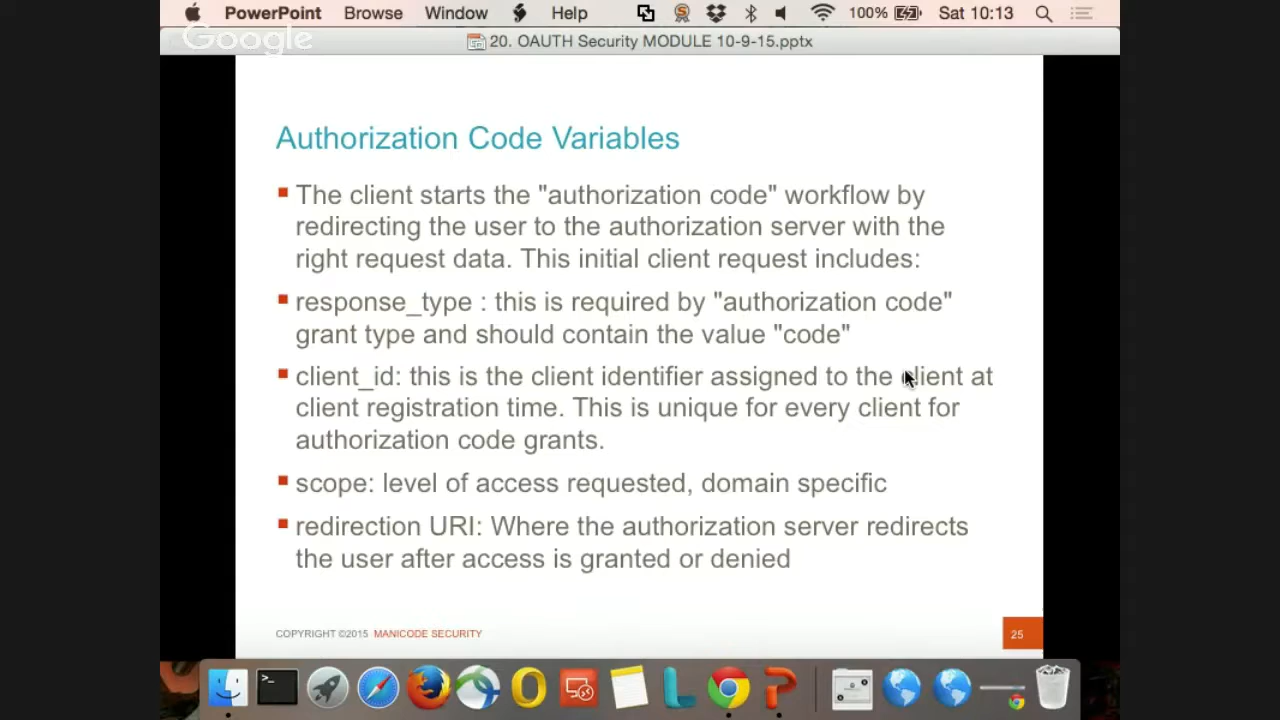 PowerPoint Browse Window Help 100% Sat 10:13
Google
20. OAUTH Security MODULE 10-9-15.pptx
Authorization Code Variables
The client starts the "authorization code" workflow by
redirecting the user to the authorization server with the
right request data. This initial client request includes:
response_type : this is required by "authorization code"
grant type and should contain the value "code"
client_id: this is the client identifier assigned to the client at
client registration time. This is unique for every client for
authorization code grants.
scope: level of access requested, domain specific
redirection URI: Where the authorization server redirects
the user after access is granted or denied
COPYRIGHT ©2015 MANICODE SECURITY
25